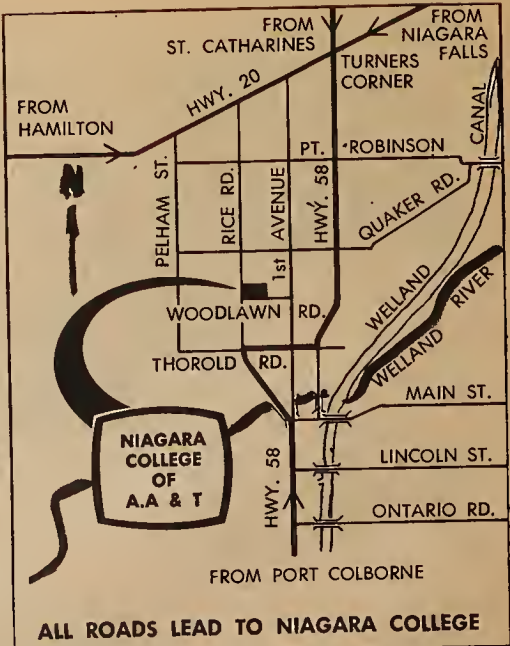 FROM
ST. CATHARINES
FROM
NIAGARA
FALLS
TURNERS
CORNER
HWY. 20
FROM
HAMILTON
CANAL
N
PT. ROBINSON
PELHAM ST.
RICE RD.
1st AVENUE
HWY. 58
QUAKER RD.
WELLAND
WELLAND RIVER
WOODLAWN RD.
THOROLD RD.
MAIN ST.
NIAGARA
COLLEGE
OF
A.A & T
HWY. 58
LINCOLN ST.
ONTARIO RD.
FROM PORT COLBORNE
ALL ROADS LEAD TO NIAGARA COLLEGE